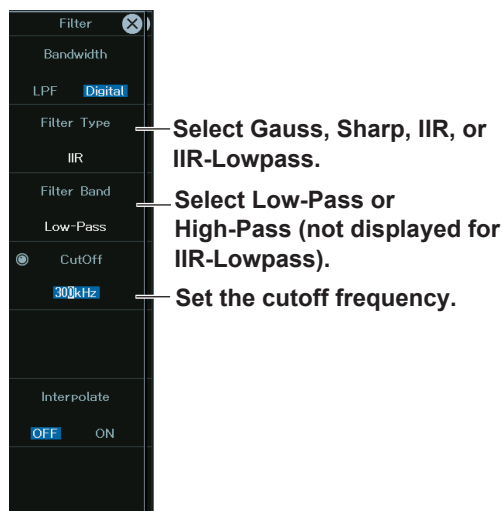 Filter
Bandwidth
LPF Digital
Filter Type
IIR
Select Gauss, Sharp, IIR, or
IIR-Lowpass.
Filter Band
Low-Pass
Select Low-Pass or
High-Pass (not displayed for
IIR-Lowpass).
CutOff
300kHz
Set the cutoff frequency.
Interpolate
OFF ON